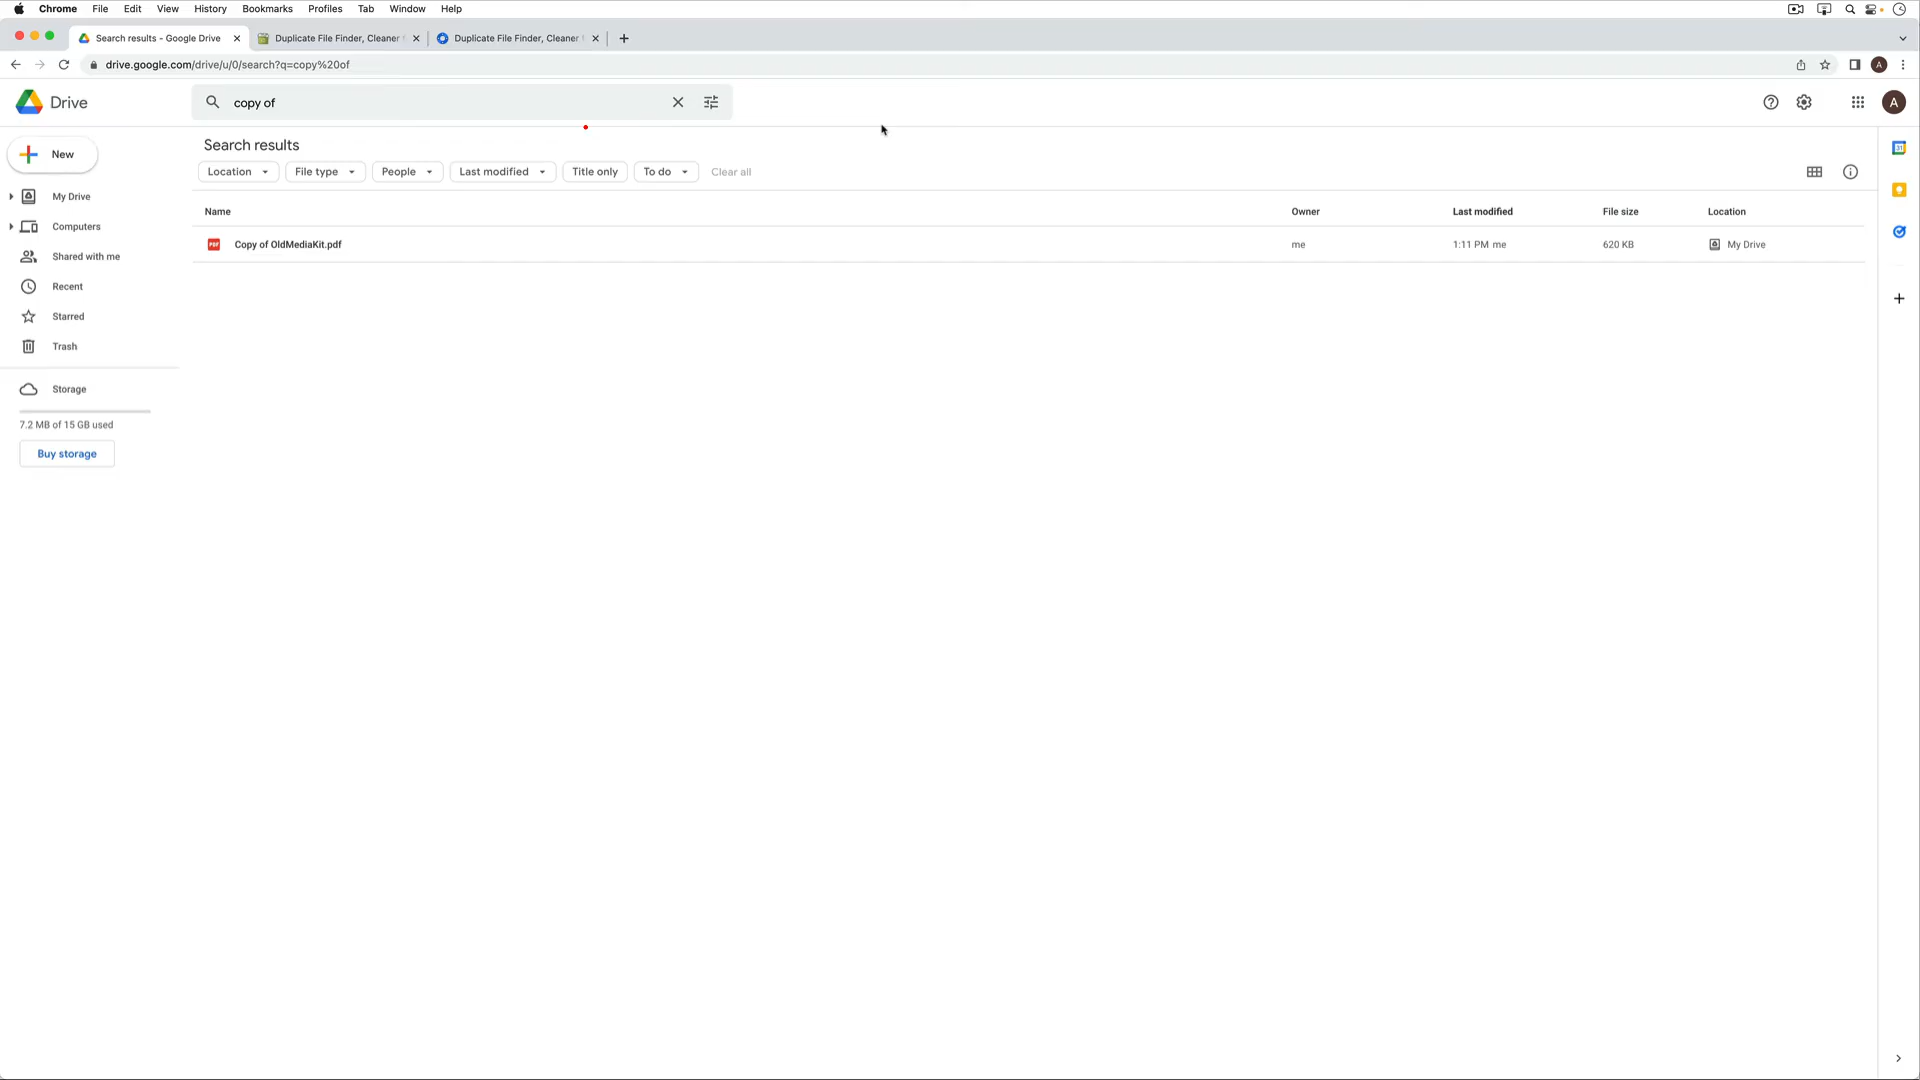 Chrome File Edit View History Bookmarks Profiles Tab Window Help
Search results - Google Drive Duplicate File Finder, Cleaner Duplicate File Finder, Cleaner
drive.google.com/drive/u/0/search?q=copy%20of A
Drive copy of A
Search results
New
Location File type People Last modified Title only To do Clear all
My Drive
Name Owner Last modified File size Location
Computers
PDF Copy of OldMediaKit.pdf me 1:11 PM me 620 KB My Drive
Shared with me
Recent
Starred
Trash
Storage
7.2 MB of 15 GB used
Buy storage
31